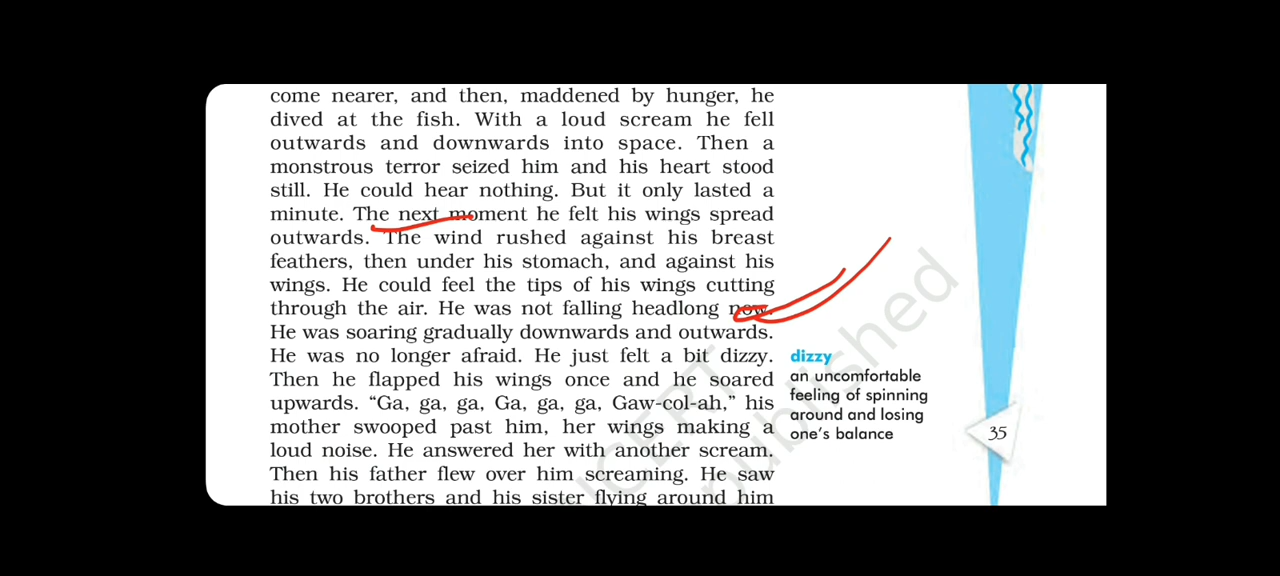 come nearer, and then, maddened by hunger, he
dived at the fish. With a loud scream he fell
outwards and downwards into space. Then a
monstrous terror seized him and his heart stood
still. He could hear nothing. But it only lasted a
minute. The next moment he felt his wings spread
outwards. The wind rushed against his breast
feathers, then under his stomach, and against his
wings. He could feel the tips of his wings cutting
through the air. He was not falling headlong now.
He was soaring gradually downwards and outwards.
He was no longer afraid. He just felt a bit dizzy.
Then he flapped his wings once and he soared
upwards. “Ga, ga, ga, Ga, ga, ga, Gaw-col-ah,” his
mother swooped past him, her wings making a
loud noise. He answered her with another scream.
Then his father flew over him screaming. He saw
his two brothers and his sister flying around him
dizzy
an uncomfortable
feeling of spinning
around and losing
one’s balance
35
published